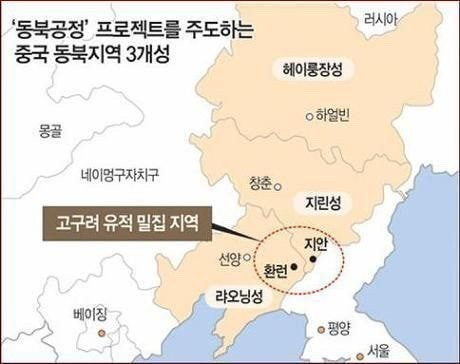 ‘동북공정’ 프로젝트를 주도하는
중국 동북지역 3개성
러시아
헤이룽장성
하얼빈
몽골
네이멍구자치구
창춘
지린성
고구려 유적 밀집 지역
지안
선양
환런
랴오닝성
베이징
평양
서울